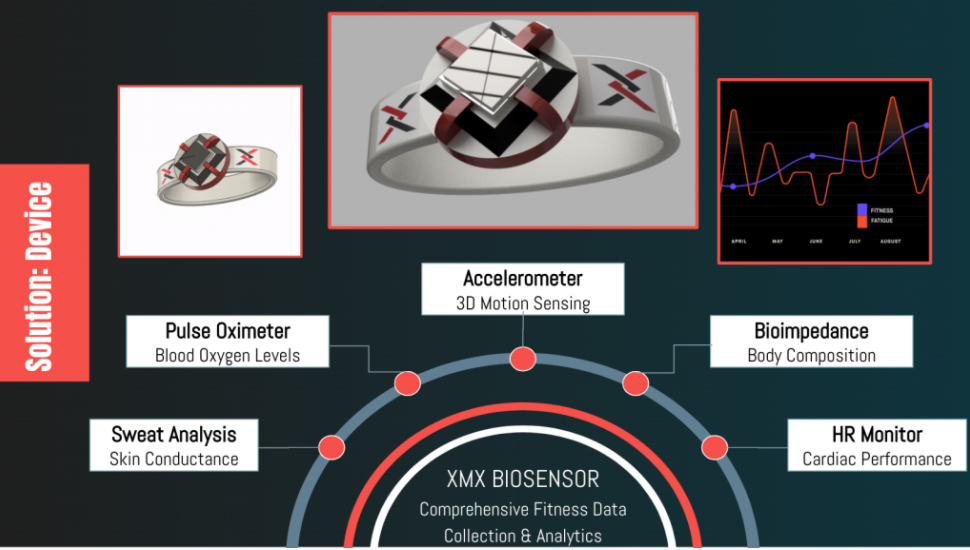 Solution: Device
FITNESS
FATIGUE
APRIL MAY JUNE JULY AUGUST
Accelerometer
3D Motion Sensing
Pulse Oximeter
Blood Oxygen Levels
Bioimpedance
Body Composition
Sweat Analysis
Skin Conductance
HR Monitor
Cardiac Performance
XMX BIOSENSOR
Comprehensive Fitness Data
Collection & Analytics